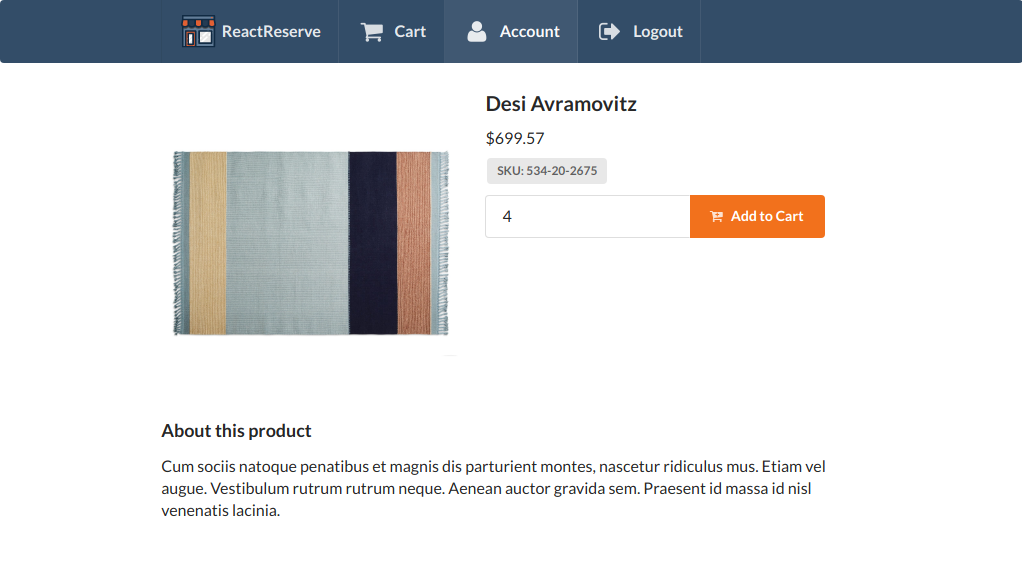 ReactReserve
Cart
Account
Logout
Desi Avramovitz
$699.57
SKU: 534-20-2675
4
Add to Cart
About this product
Cum sociis natoque penatibus et magnis dis parturient montes, nascetur ridiculus mus. Etiam vel
augue. Vestibulum rutrum rutrum neque. Aenean auctor gravida sem. Praesent id massa id nisl
venenatis lacinia.